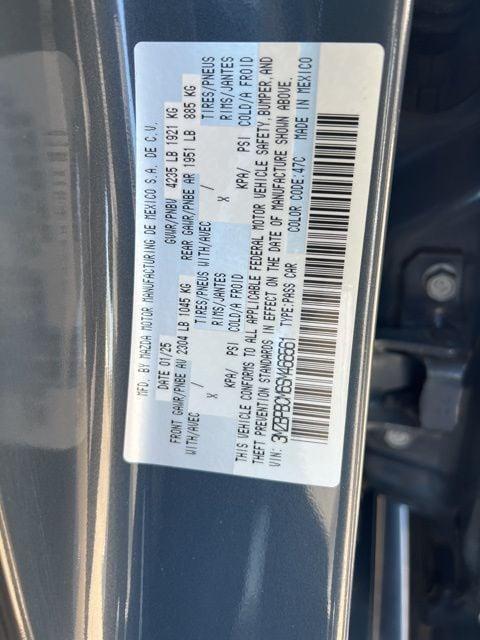 MFD. BY MAZDA MOTOR MANUFACTURING DE MEXICO S.A. DE C.V.
DATE 01/25 GVWR/PNBV 4235 LB 1921 KG
FRONT GAWR/PNBE AV 2304 LB 1045 KG REAR GAWR/PNBE AR 1951 LB 885 KG
WITH/AVEC / TIRES/PNEUS WITH/AVEC / TIRES/PNEUS
X RIMS/JANTES X RIMS/JANTES
KPA/ PSI COLD/A FROID KPA/ PSI COLD/A FROID
THIS VEHICLE CONFORMS TO ALL APPLICABLE FEDERAL MOTOR VEHICLE SAFETY, BUMPER, AND
THEFT PREVENTION STANDARDS IN EFFECT ON THE DATE OF MANUFACTURE SHOWN ABOVE.
VIN: TYPE:PASS CAR COLOR CODE:47C MADE IN MEXICO